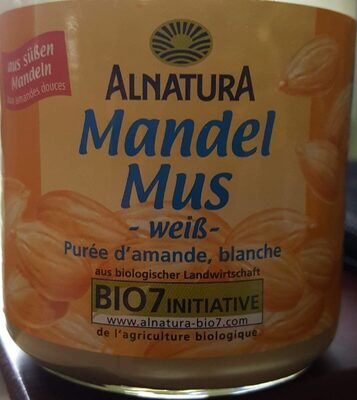 aus süßen
Mandeln
aux amandes douces
ALNATURA
Mandel
Mus
- weiß-
Purée d'amande, blanche
aus biologischer Landwirtschaft
BIO7 INITIATIVE
www.alnatura-bio7.com
de l'agriculture biologique.